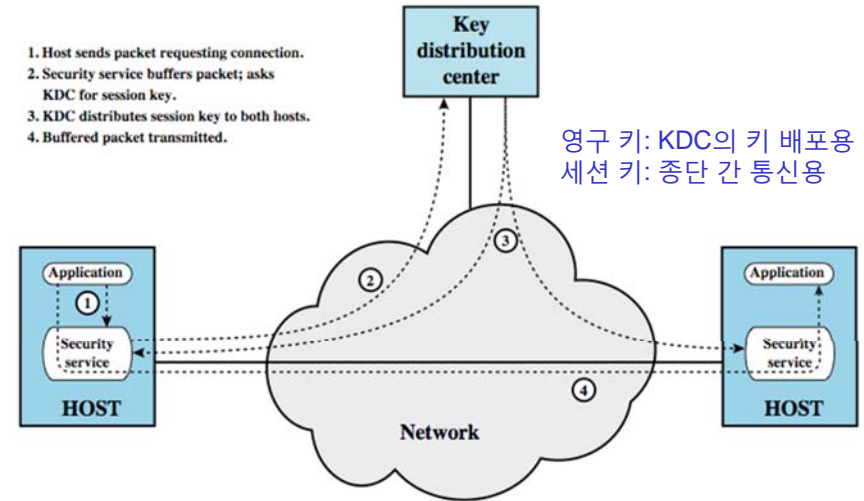 1. Host sends packet requesting connection.
2. Security service buffers packet; asks
KDC for session key.
3. KDC distributes session key to both hosts.
4. Buffered packet transmitted.
Key
distribution
center
영구 키: KDC의 키 배포용
세션 키: 종단 간 통신용
Application
1
Security
service
HOST
2
3
4
Network
Application
Security
service
HOST